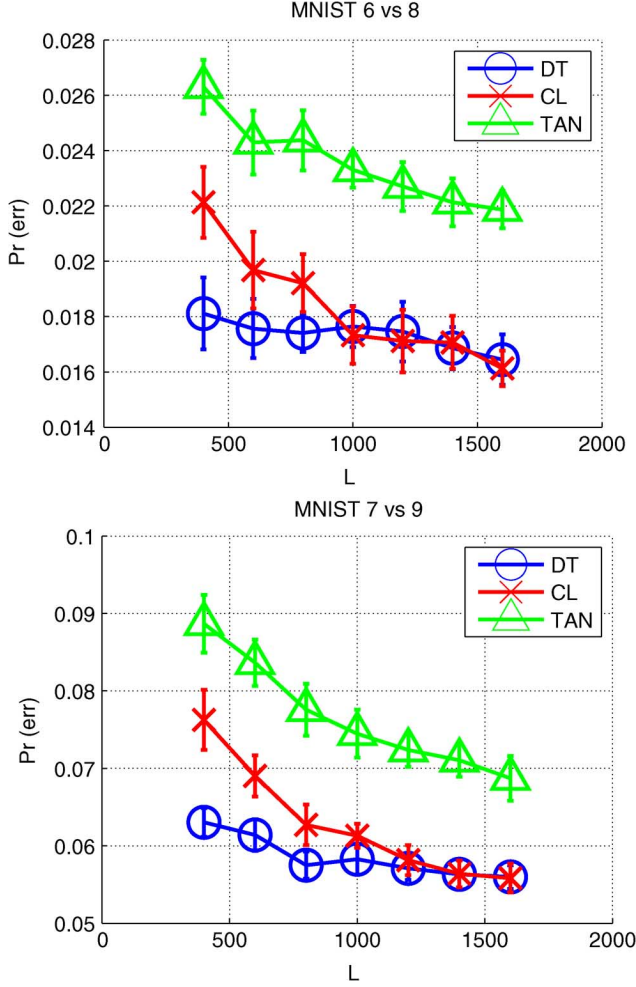 MNIST 6 vs 8
0.028
0.026
0.024
0.022
0.02
0.018
0.016
0.014
Pr (err)
DT
CL
TAN
0
500
1000
1500
2000
L
MNIST 7 vs 9
0.1
0.09
0.08
0.07
0.06
0.05
Pr (err)
DT
CL
TAN
0
500
1000
1500
2000
L